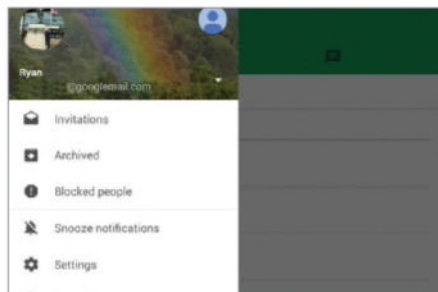 Ryan
@googlemail.com
Invitations
Archived
Blocked people
Snooze notifications
Settings